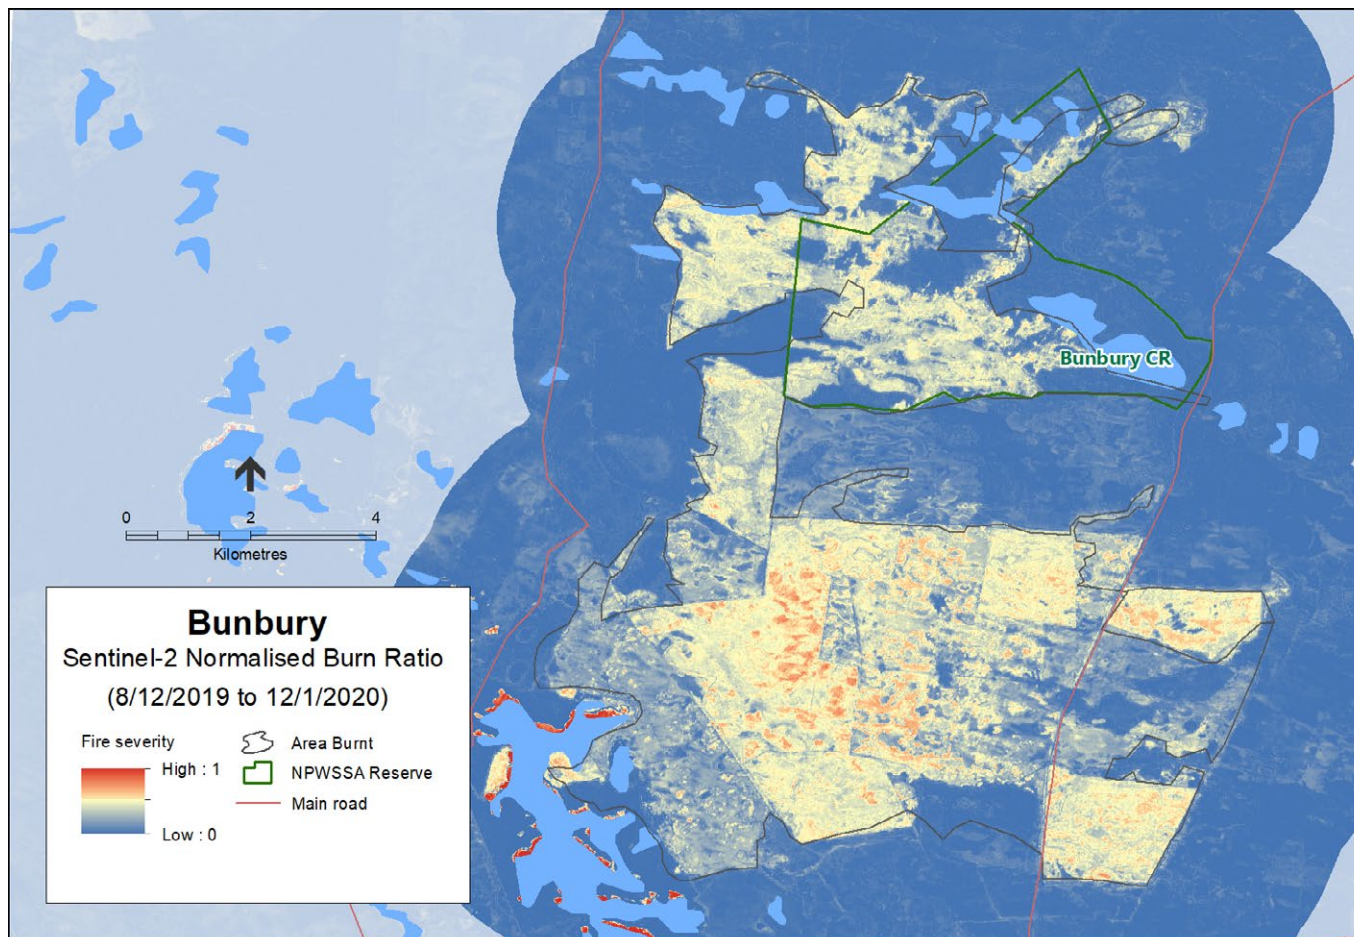 Bunbury CR
0 2 4
Kilometres
Bunbury
Sentinel-2 Normalised Burn Ratio
(8/12/2019 to 12/1/2020)
Fire severity
High : 1
Low : 0
Area Burnt
NPWSSA Reserve
Main road